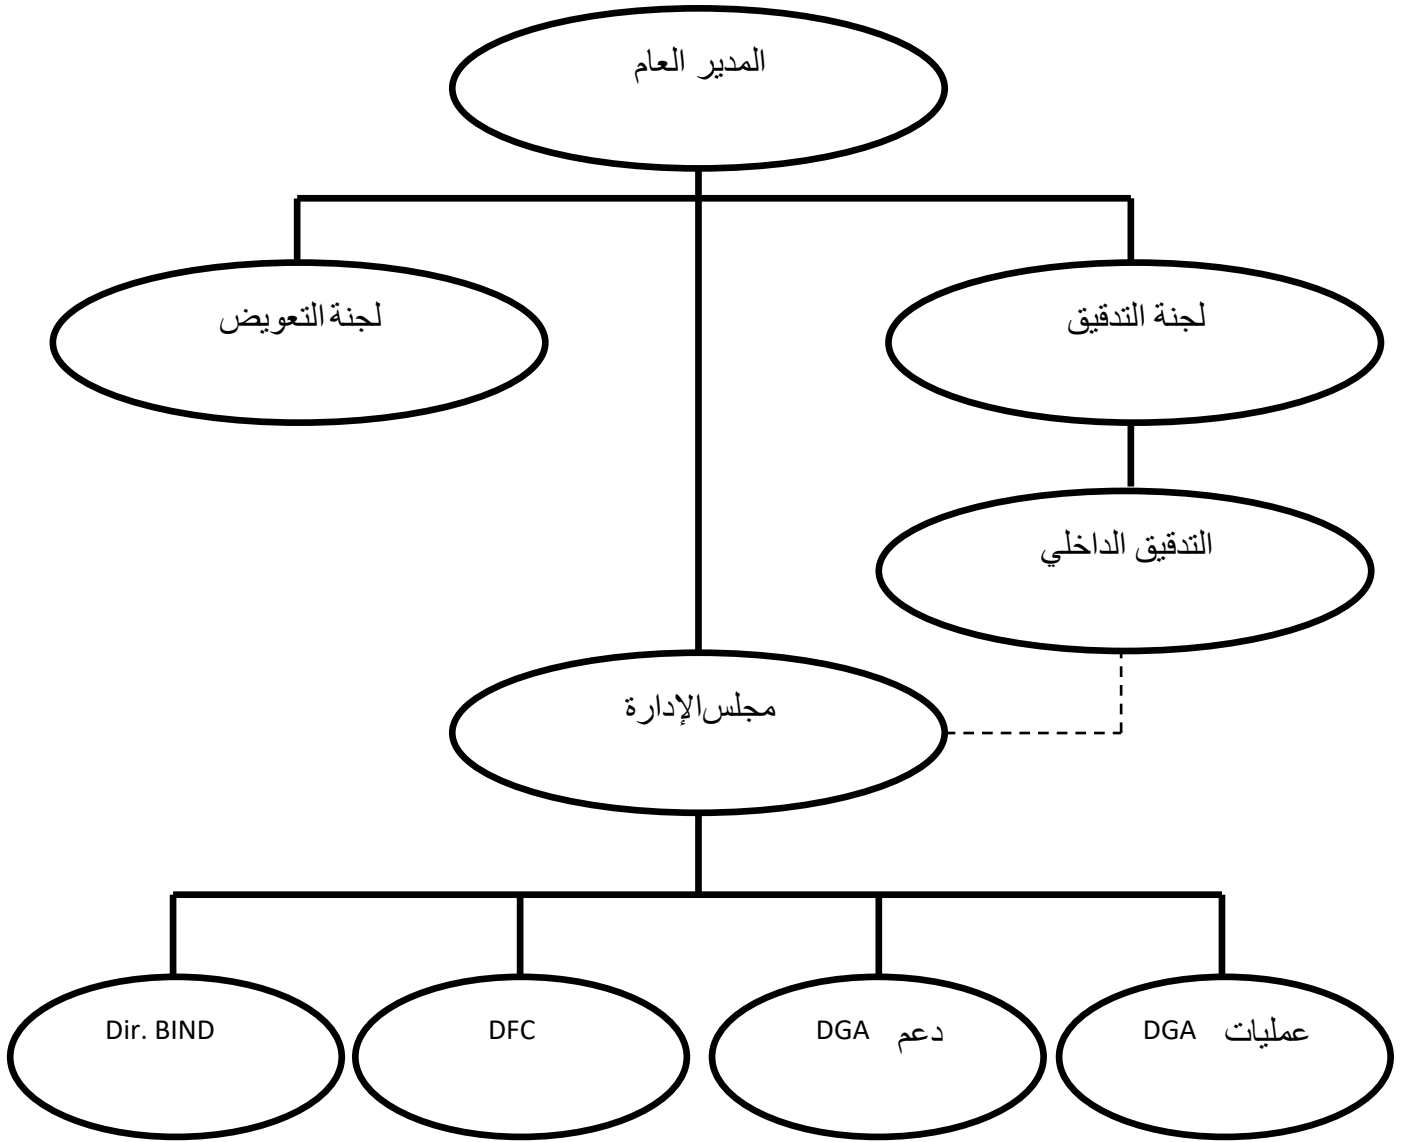 المدير العام
لجنة التدقيق
لجنة التعويض
التدقيق الداخلي
مجلس الإدارة
عمليات DGA
دعم DGA
DFC
Dir. BIND